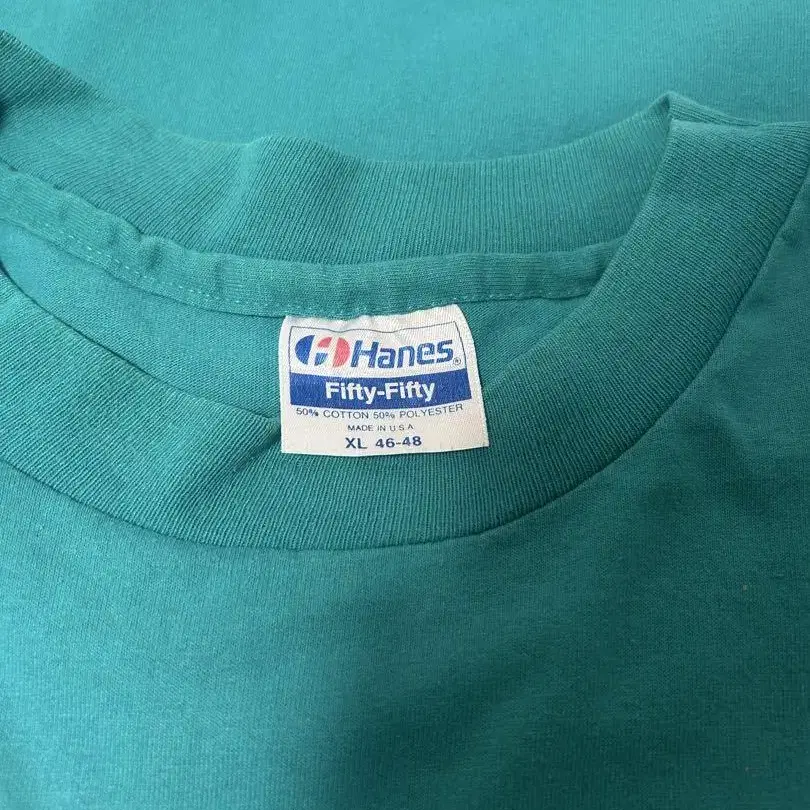 Hanes®
Fifty-Fifty
50% COTTON 50% POLYESTER
MADE IN U.S.A
XL 46-48